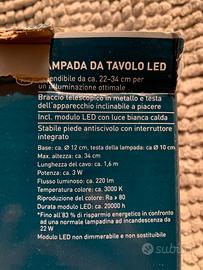 LAMPADA DA TAVOLO LED
Estendibile da ca. 22-34 cm per
un'illuminazione ottimale
Braccio telescopico in metallo e testa
dell'apparecchio inclinabile a piacere
Incl. modulo LED con luce bianca calda
Stabile piede antiscivolo con interruttore
integrato
Base: ca. Ø 12 cm, testa della lampada: ca. Ø 10 cm
Max. altezza: ca. 34 cm
Lunghezza del cavo: ca. 1,6 m
Potenza: ca. 3 W
Flusso luminoso: ca. 220 lm
Temperatura colore: ca. 3000 K
Riproduzione del colore: Ra > 80
Durata modulo LED: ca. 20000 h
*Fino all'83 % di risparmio energetico in confronto
ad una normale lampadina ad incandescenza da
22 W
Modulo LED non dimmerabile e non sostituibile
subito